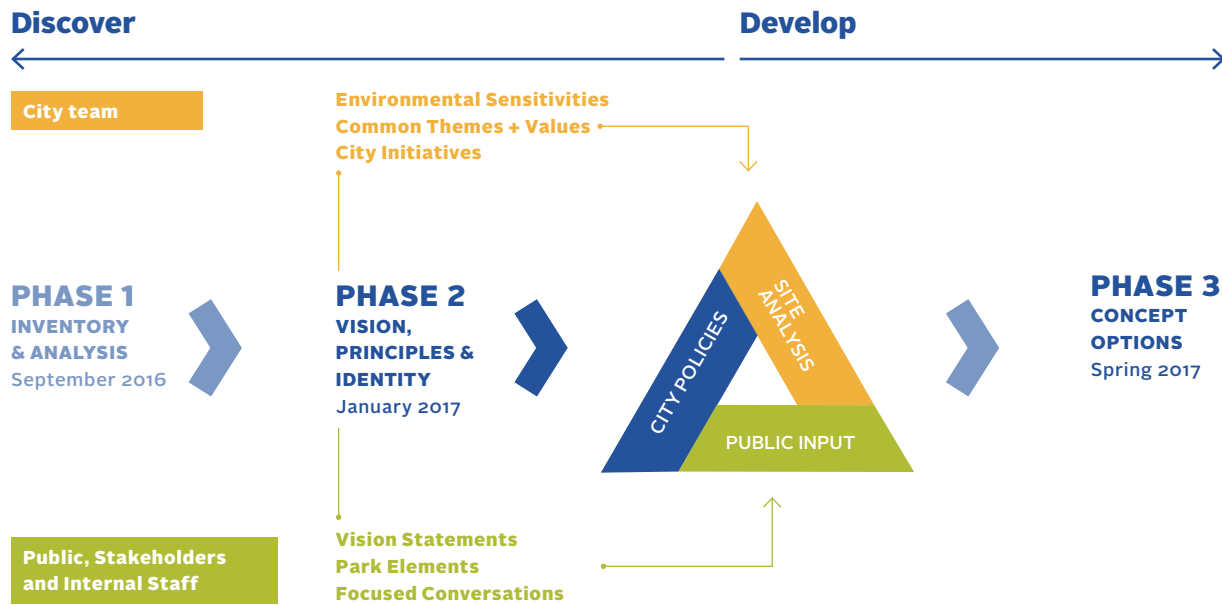 Discover
Develop
City team
Environmental Sensitivities
Common Themes + Values
City Initiatives
PHASE 1
INVENTORY
& ANALYSIS
September 2016
PHASE 2
VISION,
PRINCIPLES &
IDENTITY
January 2017
CITY POLICIES
SITE
ANALYSIS
PUBLIC INPUT
PHASE 3
CONCEPT
OPTIONS
Spring 2017
Public, Stakeholders
and Internal Staff
Vision Statements
Park Elements
Focused Conversations